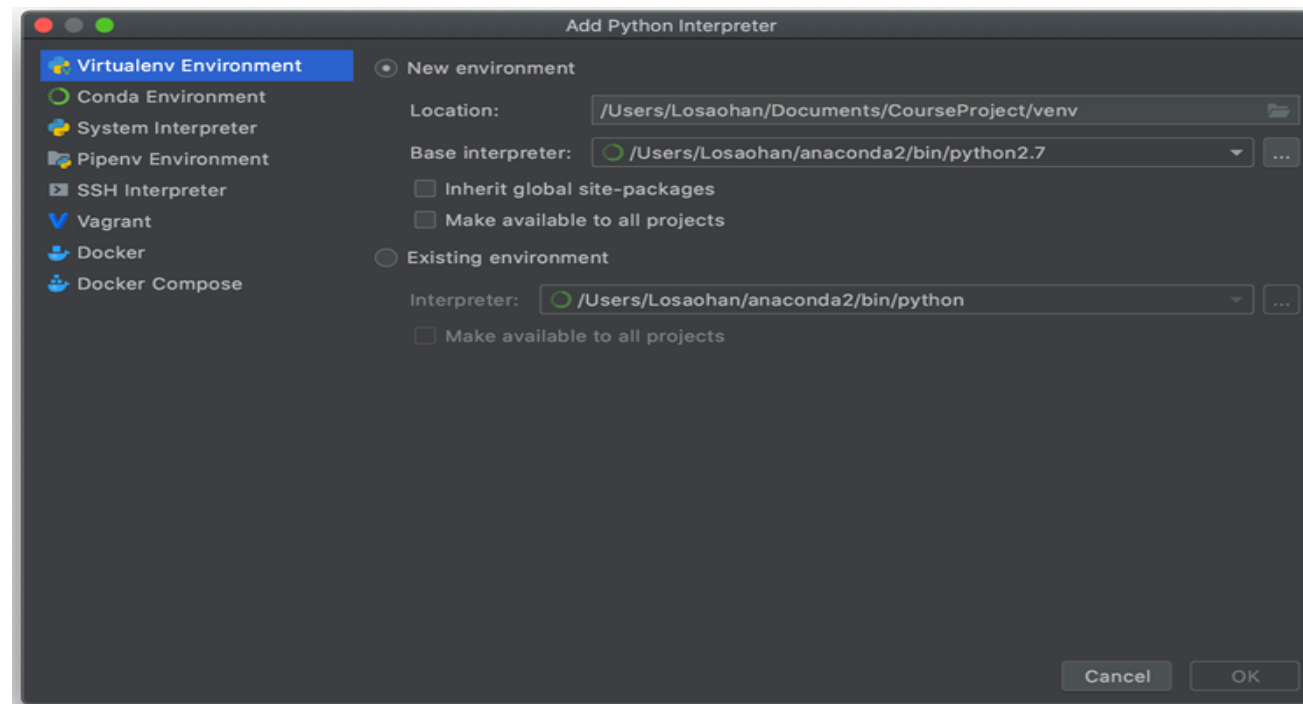 Add Python Interpreter
Virtualenv Environment
Conda Environment
System Interpreter
Pipenv Environment
SSH Interpreter
Vagrant
Docker
Docker Compose
New environment
Location: /Users/Losaohan/Documents/CourseProject/venv
Base interpreter: /Users/Losaohan/anaconda2/bin/python2.7 ...
Inherit global site-packages
Make available to all projects
Existing environment
Interpreter: /Users/Losaohan/anaconda2/bin/python ...
Make available to all projects
Cancel OK